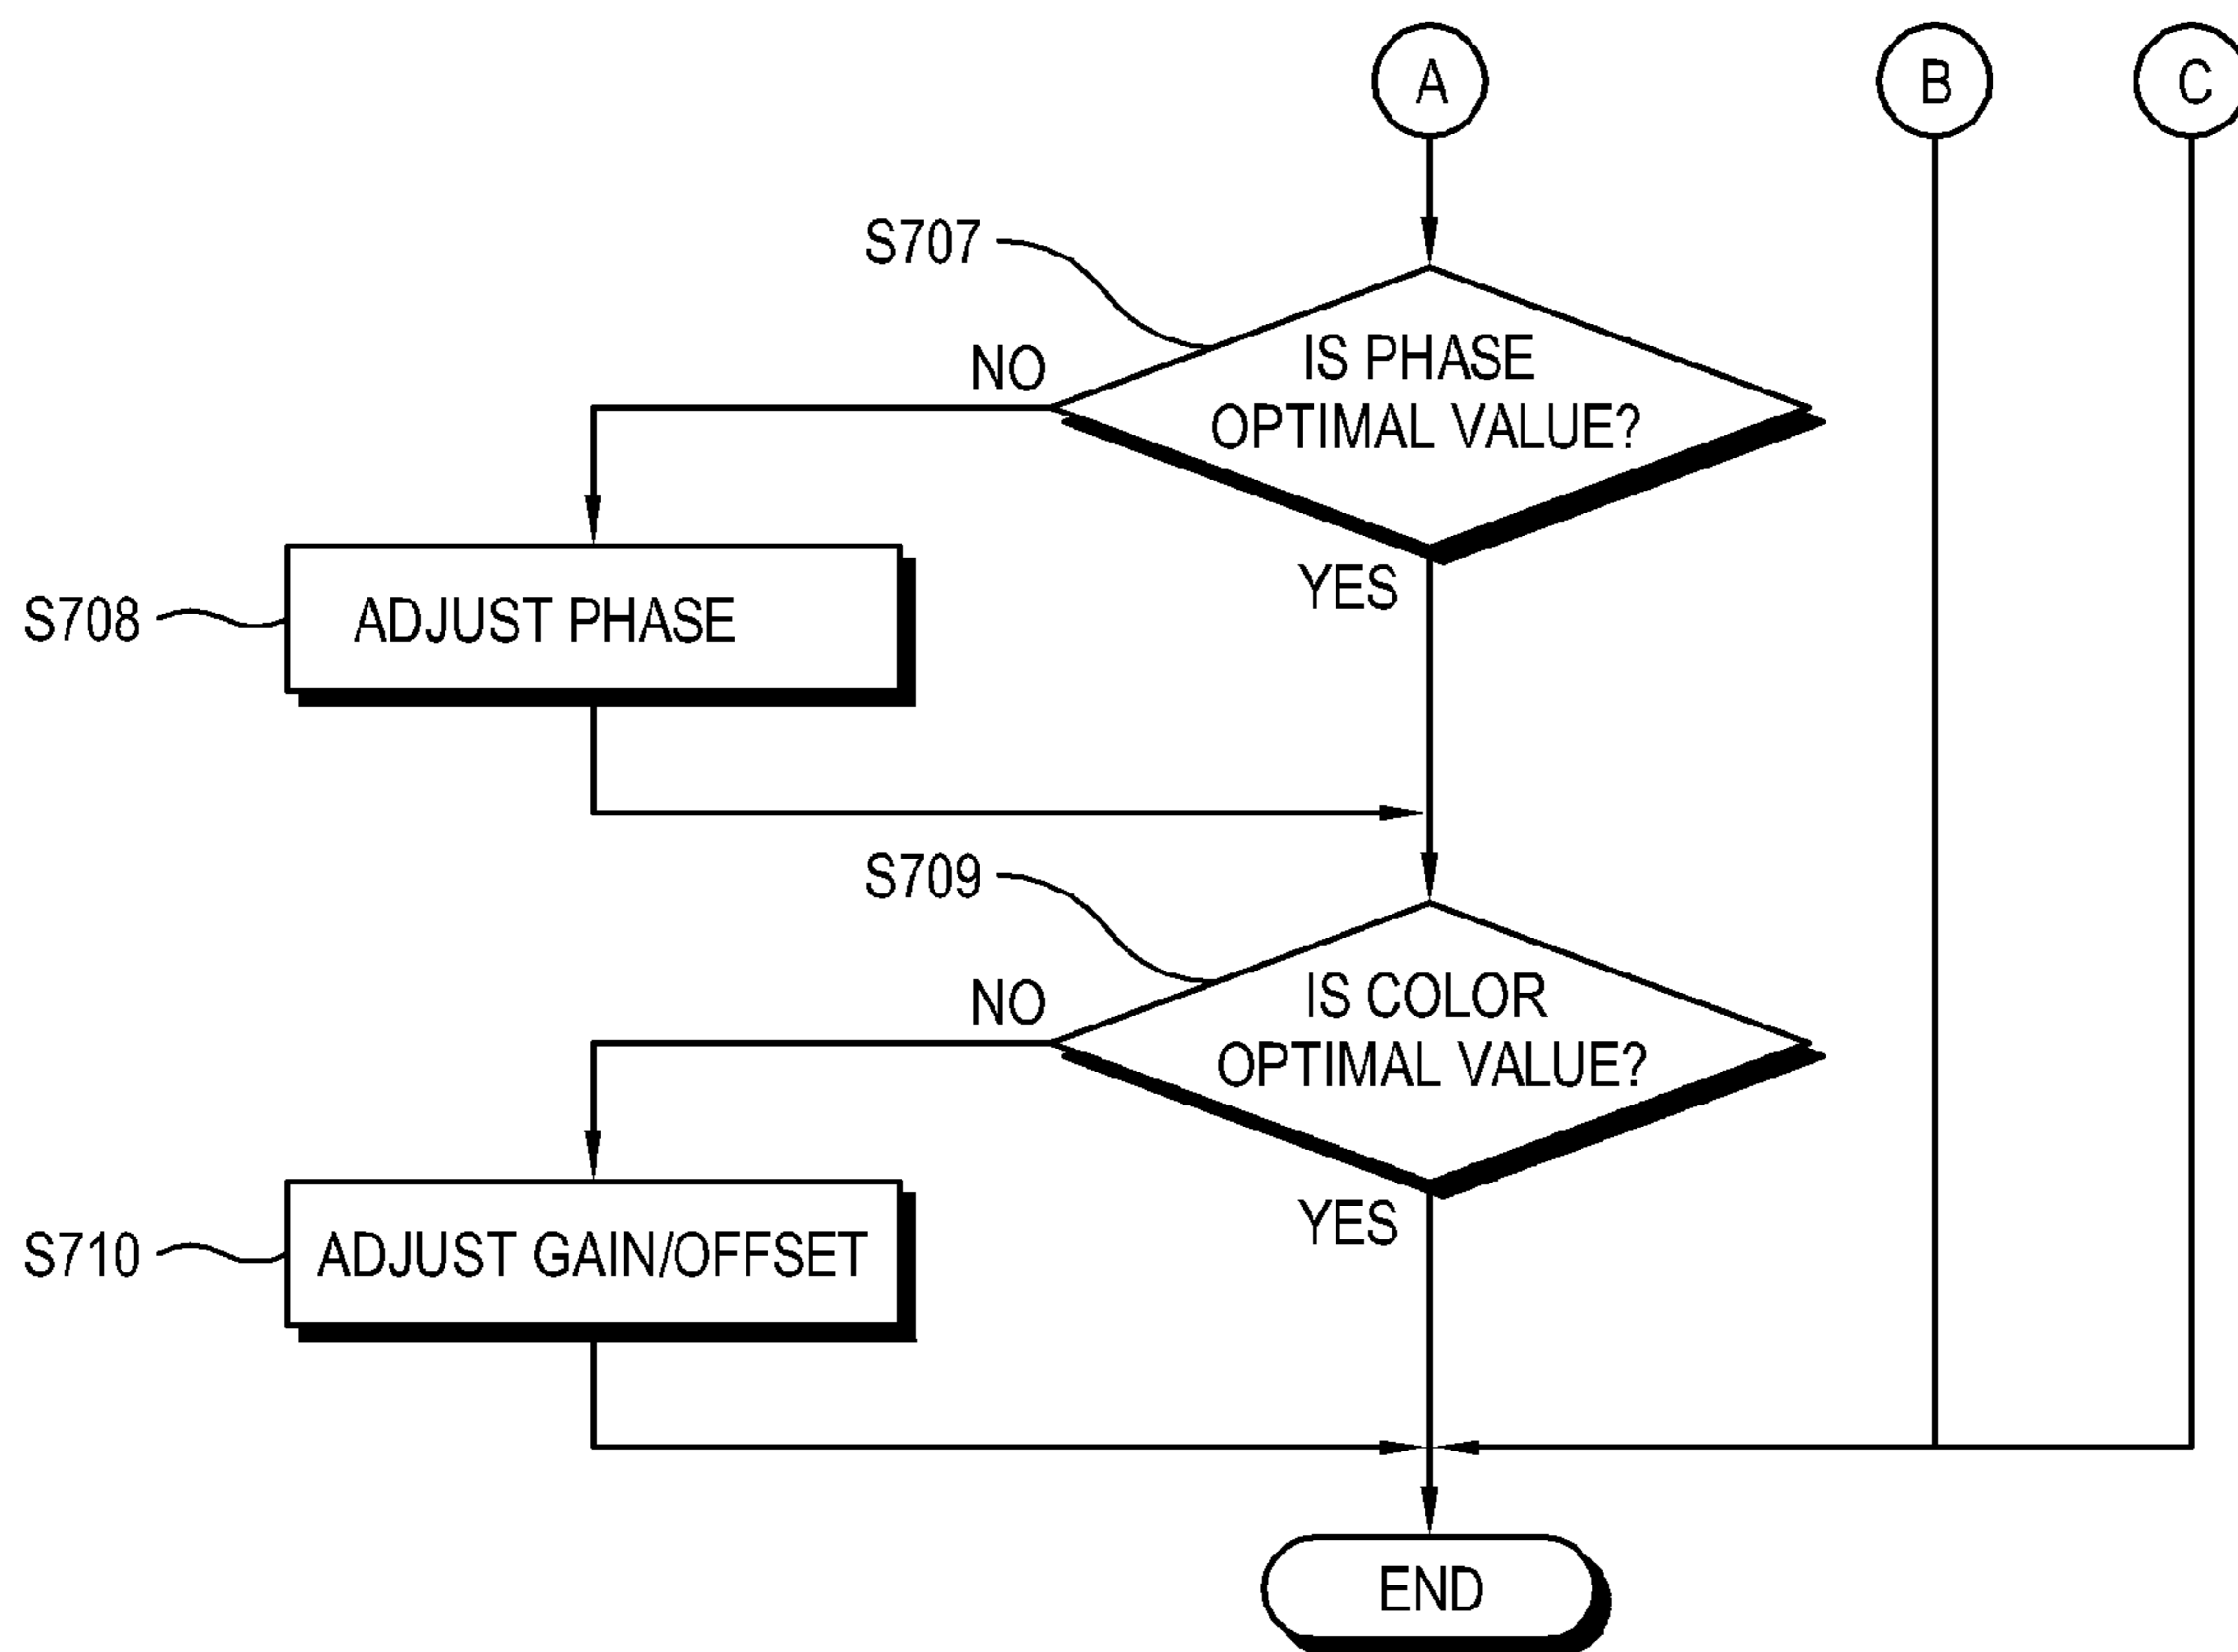 A
B
C
S707
NO
IS PHASE
OPTIMAL VALUE?
YES
S708
ADJUST PHASE
S709
NO
IS COLOR
OPTIMAL VALUE?
YES
S710
ADJUST GAIN/OFFSET
END